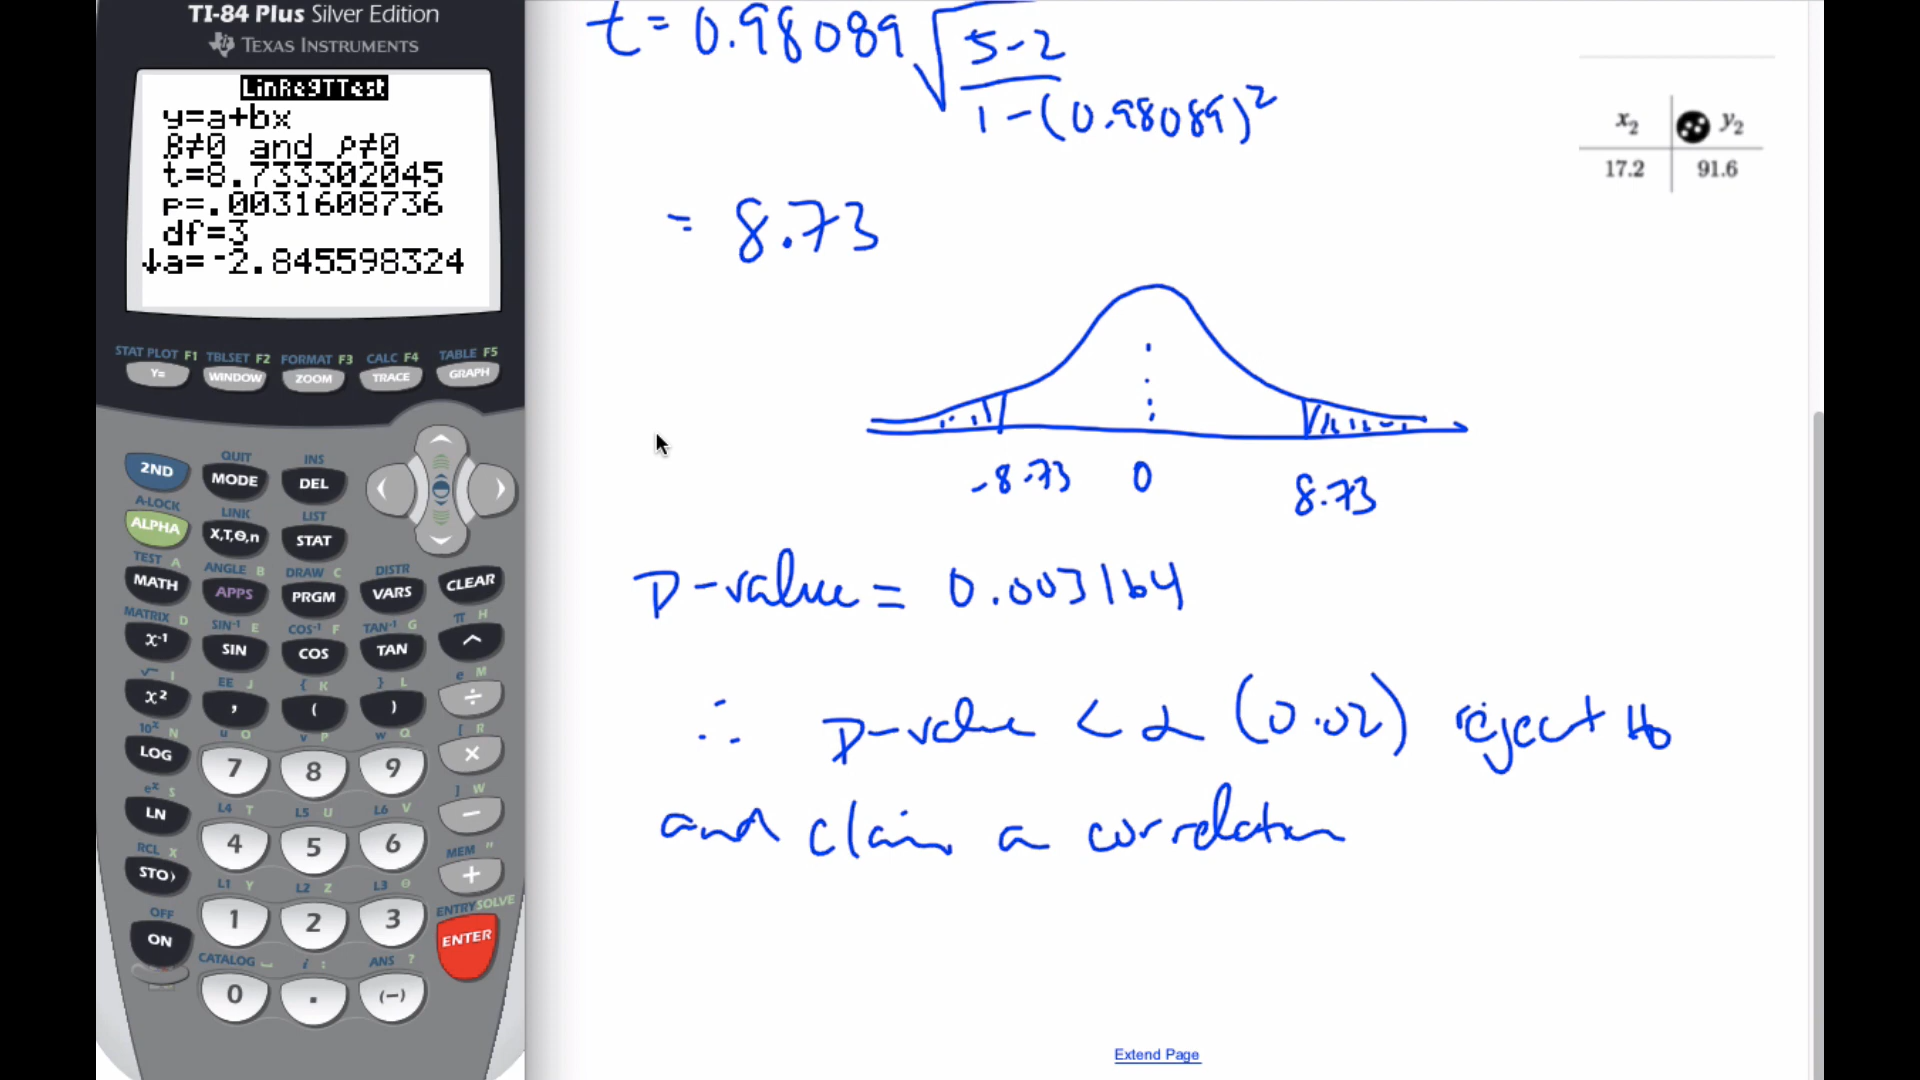 TI-84 Plus Silver Edition
TEXAS INSTRUMENTS
LinRegTTest
y=a+bx
β≠0 and ρ≠0
t=8.733302045
p=.0031608736
df=3
↓a=-2.845598324
STAT PLOT F1 TBLSET F2 FORMAT F3 CALC F4 TABLE F5
Y= WINDOW ZOOM TRACE GRAPH
QUIT INS
2ND MODE DEL
A-LOCK LINK LIST
ALPHA X,T,Θ,n STAT
TEST A ANGLE B DRAW C DISTR
MATH APPS PRGM VARS CLEAR
MATRIX D SIN⁻¹ E COS⁻¹ F TAN⁻¹ G π H
x⁻¹ SIN COS TAN ^
√ I EE J { K } L e M
x² , ( ) ÷
10ˣ N u O v P w Q [ R
LOG 7 8 9 ×
eˣ S L4 T L5 U L6 V ] W
LN 4 5 6 −
RCL X L1 Y L2 Z L3 θ MEM "
STO› 1 2 3 +
OFF CATALOG i : ANS ? ENTRY SOLVE
ON 0 . (−) ENTER
t = 0.98089 √ 5-2
1-(0.98089)²
= 8.73
-8.73 0 8.73
P-value = 0.003164
∴ P-value < α (0.02) reject H₀
and claim a correlation
x₂ y₂
17.2 91.6
Extend Page